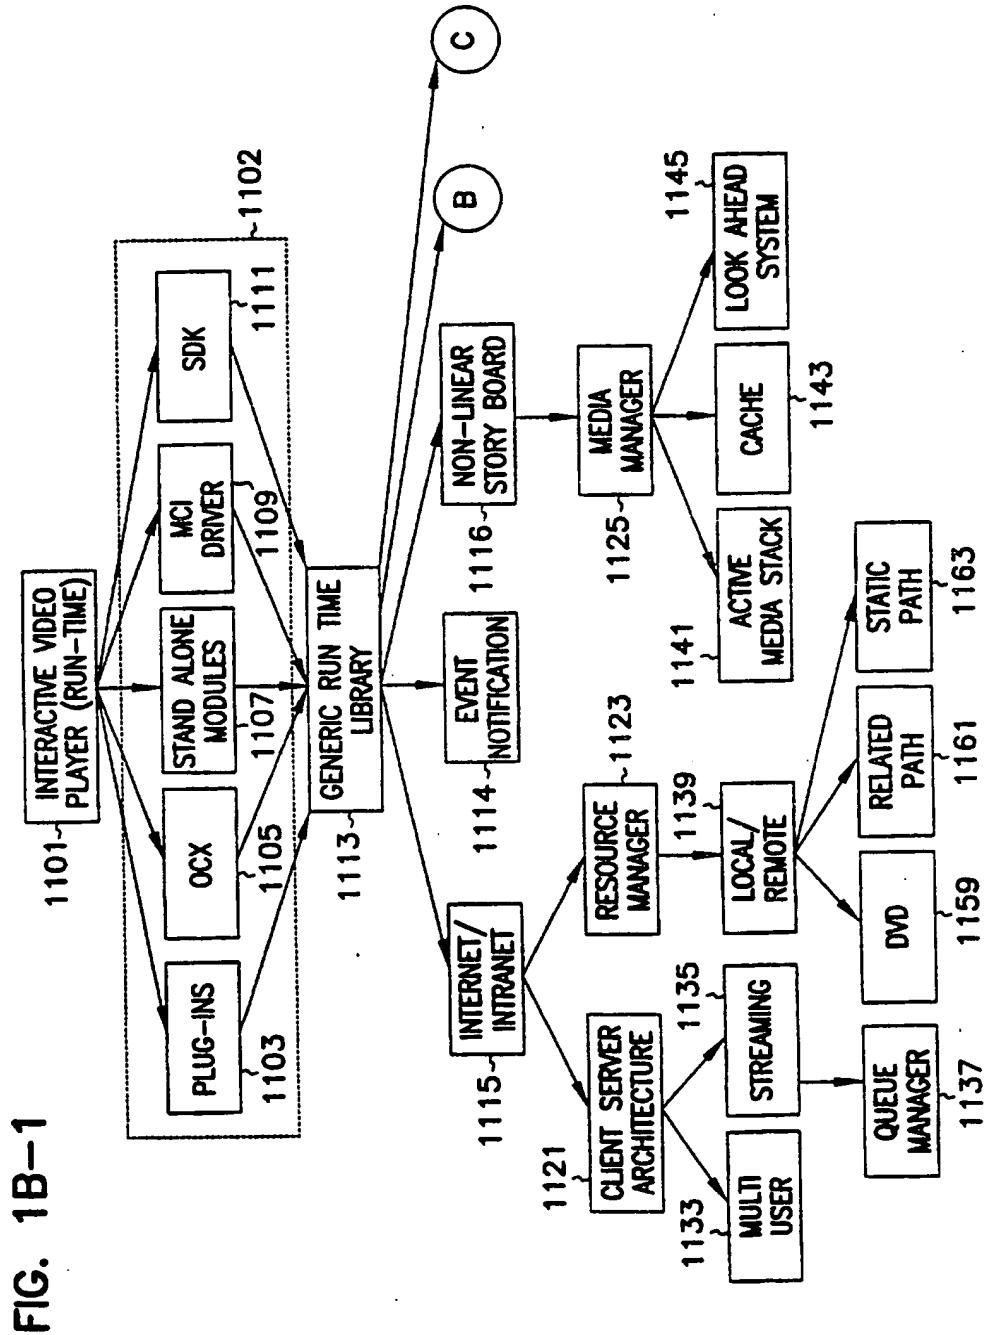 FIG. 1B-1
INTERACTIVE VIDEO
PLAYER (RUN-TIME)
1101
1102
PLUG-INS
1103
OCX
1105
STAND ALONE
MODULES
1107
MCI
DRIVER
1109
SDK
1111
GENERIC RUN TIME
LIBRARY
1113
INTERNET/
INTRANET
1115
EVENT
NOTIFICATION
1114
NON-LINEAR
STORY BOARD
1116
B
C
CLIENT SERVER
ARCHITECTURE
1121
RESOURCE
MANAGER
1123
MEDIA
MANAGER
1125
MULTI
USER
1133
STREAMING
1135
LOCAL/
REMOTE
1139
ACTIVE
MEDIA STACK
1141
CACHE
1143
LOOK AHEAD
SYSTEM
1145
QUEUE
MANAGER
1137
DVD
1159
RELATED
PATH
1161
STATIC
PATH
1163